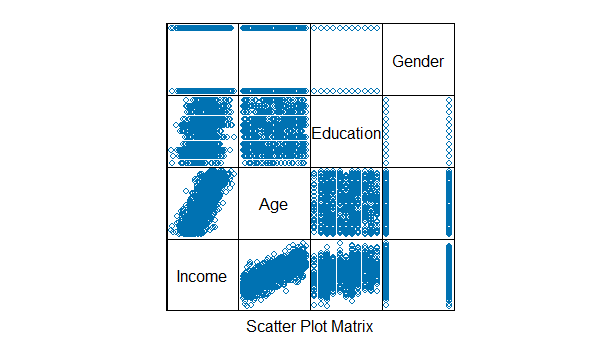 Gender
Education
Age
Income
Scatter Plot Matrix